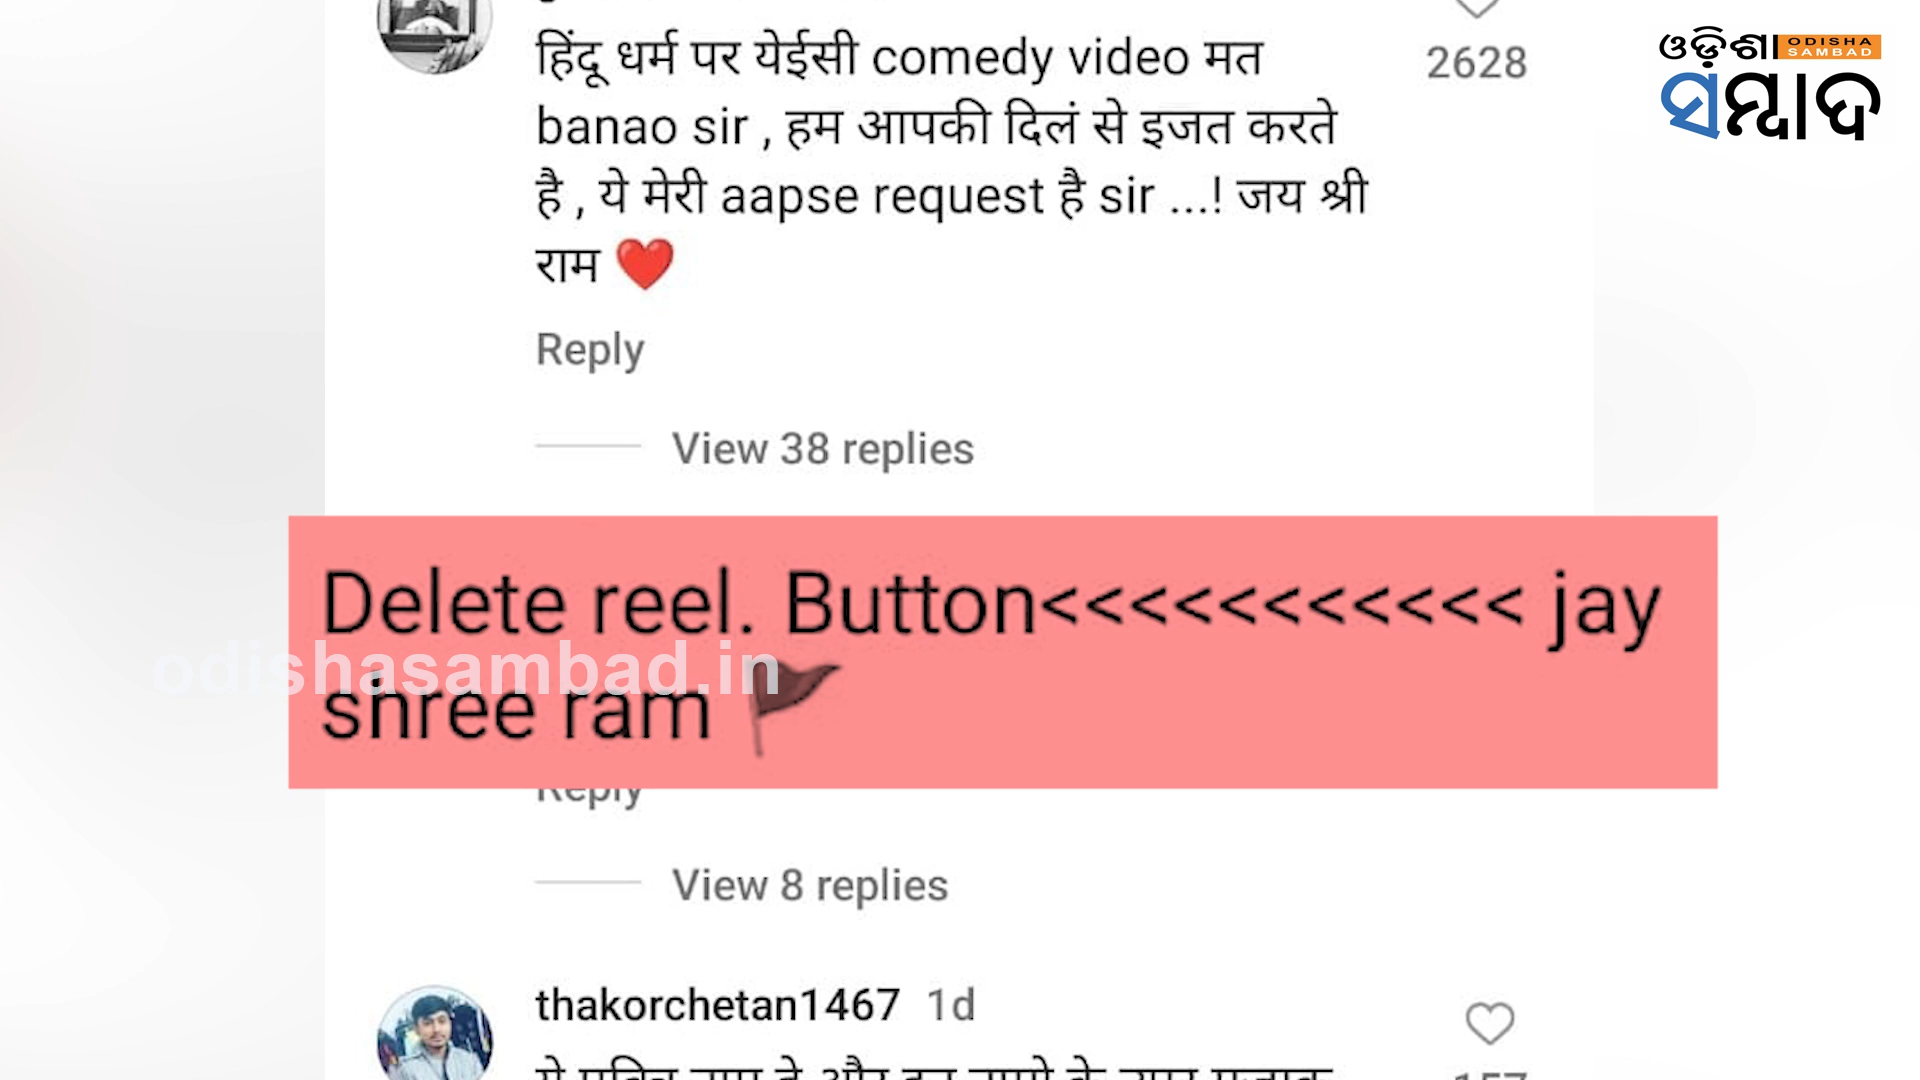 हिंदू धर्म पर येईसी comedy video मत
banao sir , हम आपकी दिलं से इजत करते
है , ये मेरी aapse request है sir ...! जय श्री
राम ❤️
2628
Reply
View 38 replies
ଓଡ଼ିଶା ODISHA SAMBAD
ସମ୍ବାଦ
Delete reel. Button<<<<<<<<<<< jay
shree ram 🚩
odishasambad.in
Reply
View 8 replies
thakorchetan1467 1d